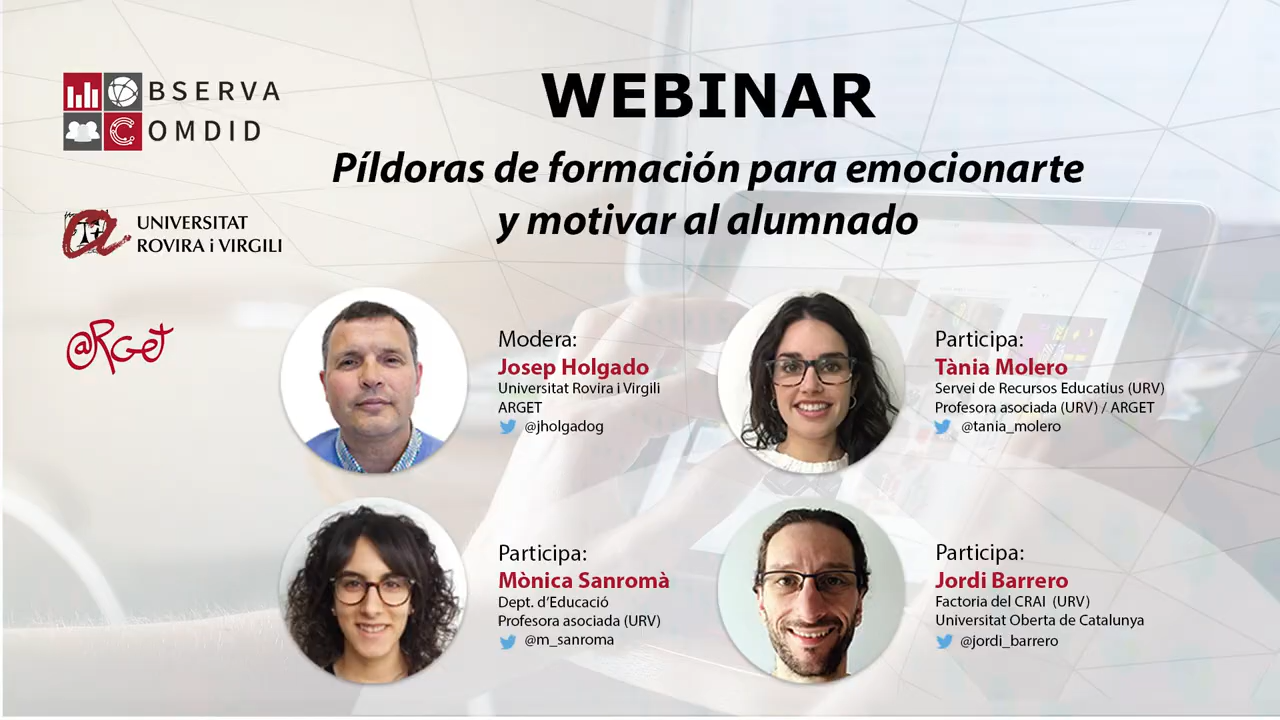 OBSERVA
COMDID
UNIVERSITAT
ROVIRA i VIRGILI
@RGET
WEBINAR
Píldoras de formación para emocionarte
y motivar al alumnado
Modera:
Josep Holgado
Universitat Rovira i Virgili
ARGET
@jholgadog
Participa:
Tània Molero
Servei de Recursos Educatius (URV)
Profesora asociada (URV) / ARGET
@tania_molero
Participa:
Mònica Sanromà
Dept. d’Educació
Profesora asociada (URV)
@m_sanroma
Participa:
Jordi Barrero
Factoria del CRAI (URV)
Universitat Oberta de Catalunya
@jordi_barrero